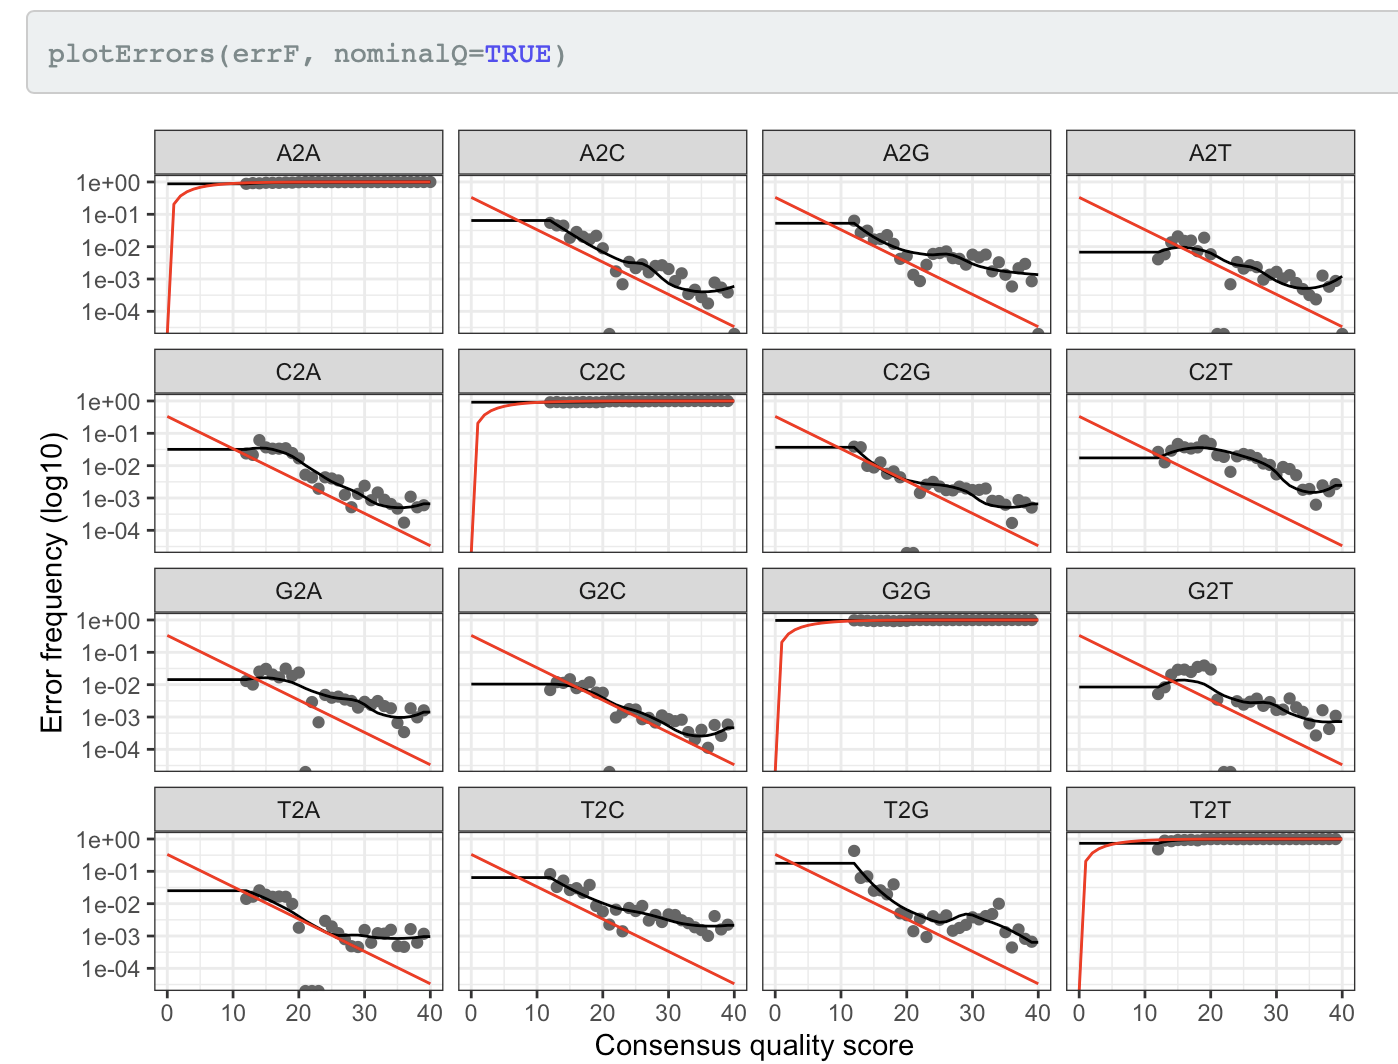 plotErrors(errF, nominalQ=TRUE)
A2A A2C A2G A2T
1e+00
1e-01
1e-02
1e-03
1e-04
C2A C2C C2G C2T
1e+00
1e-01
1e-02
1e-03
1e-04
Error frequency (log10)
G2A G2C G2G G2T
1e+00
1e-01
1e-02
1e-03
1e-04
T2A T2C T2G T2T
1e+00
1e-01
1e-02
1e-03
1e-04
0 10 20 30 40 0 10 20 30 40 0 10 20 30 40 0 10 20 30 40
Consensus quality score